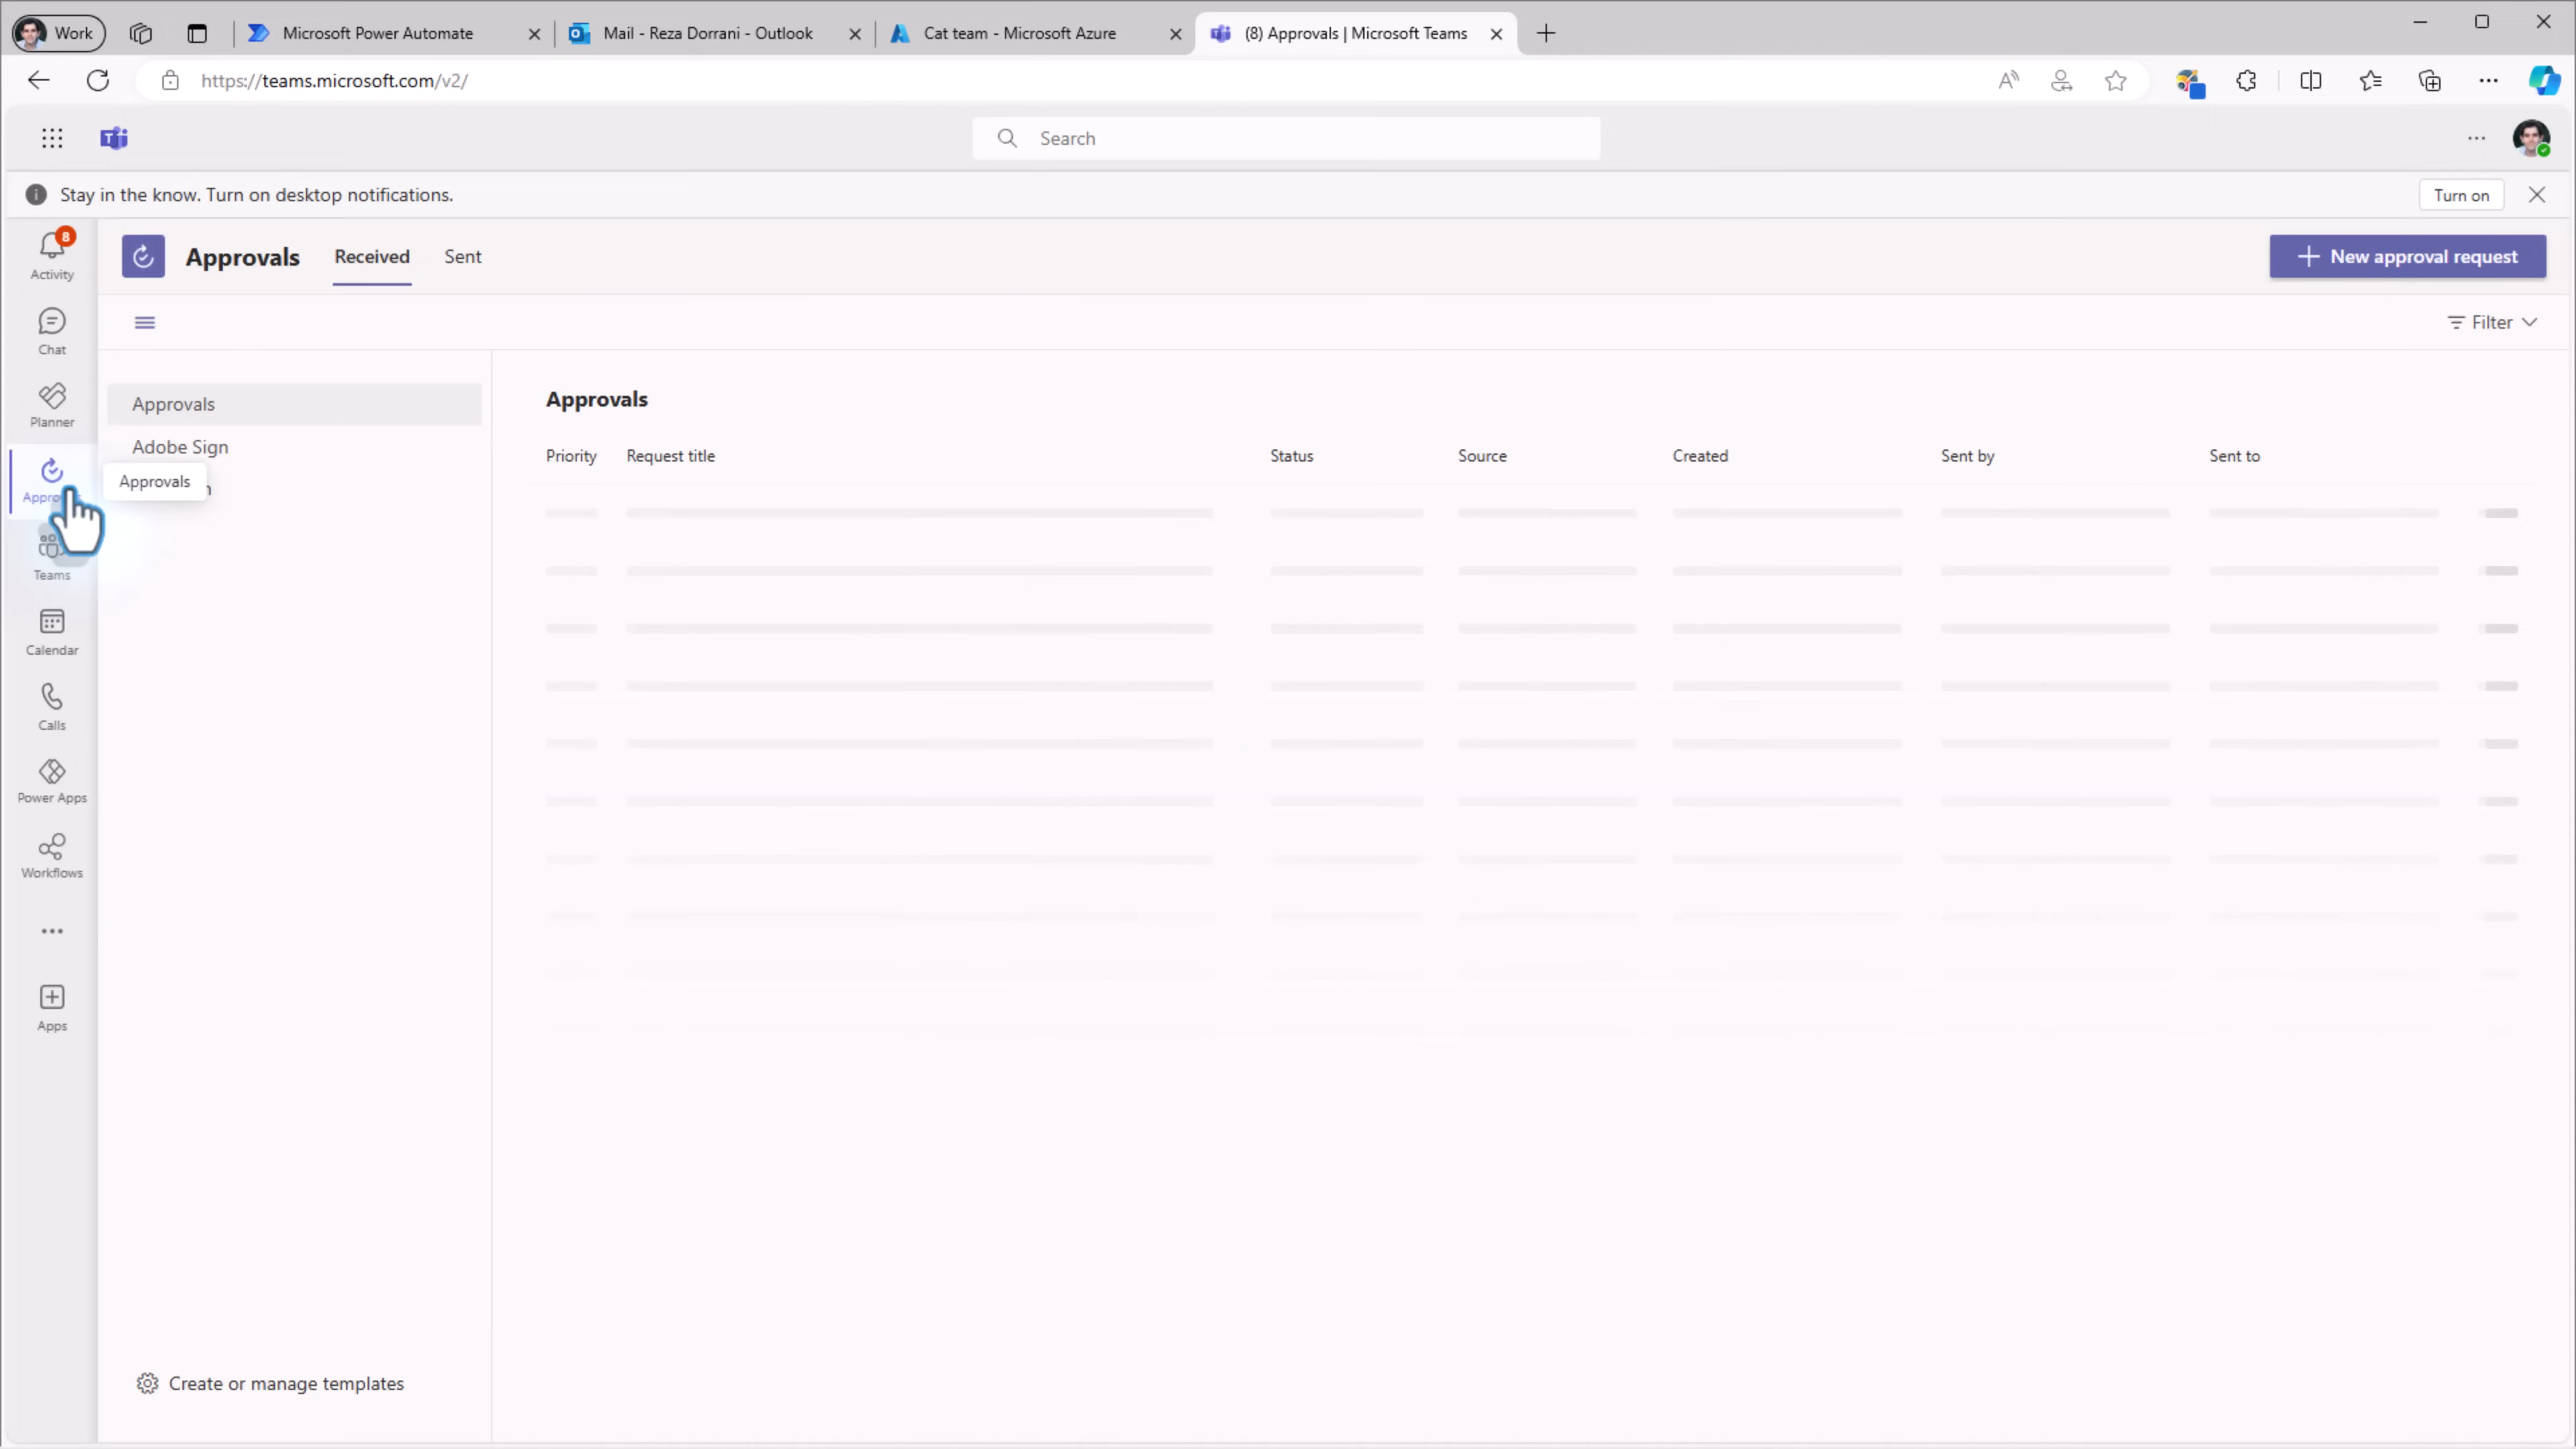 Work
Microsoft Power Automate
Mail - Reza Dorrani - Outlook
Cat team - Microsoft Azure
(8) Approvals | Microsoft Teams
https://teams.microsoft.com/v2/
Search
Stay in the know. Turn on desktop notifications.
Turn on
8
Activity
Approvals
Received
Sent
New approval request
Chat
Filter
Planner
Approvals
Adobe Sign
Approvals
Approvals
Priority
Request title
Status
Source
Created
Sent by
Sent to
Teams
Calendar
Calls
Power Apps
Workflows
Apps
Create or manage templates